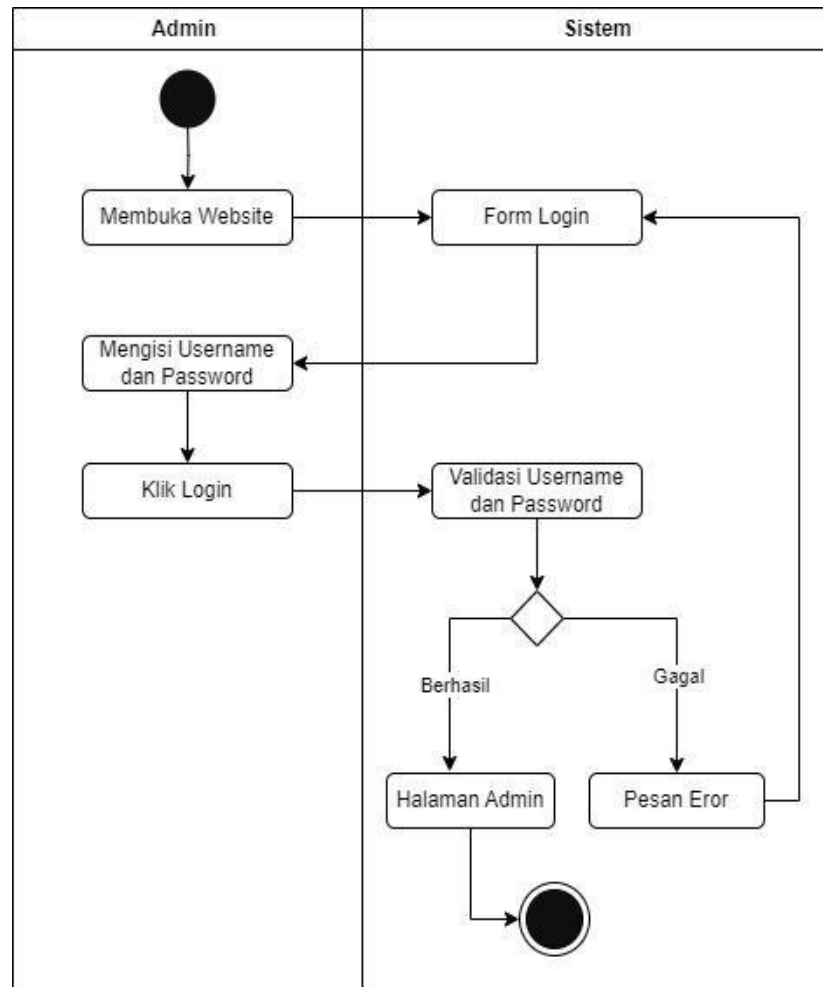 Admin
Sistem
Membuka Website
Form Login
Mengisi Username
dan Password
Klik Login
Validasi Username
dan Password
Berhasil
Gagal
Halaman Admin
Pesan Eror